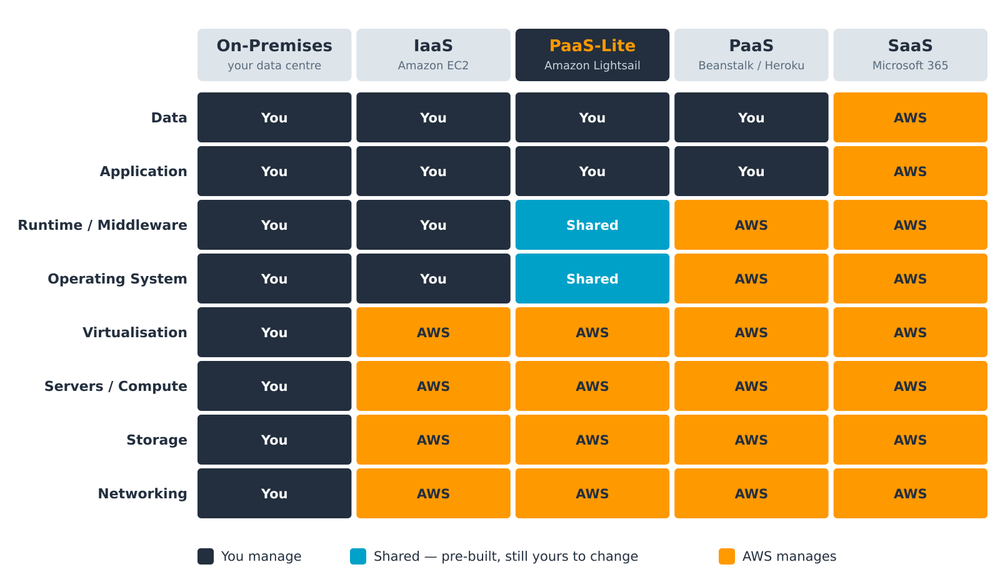 On-Premises
your data centre
IaaS
Amazon EC2
PaaS-Lite
Amazon Lightsail
PaaS
Beanstalk / Heroku
SaaS
Microsoft 365
Data You You You You AWS
Application You You You You AWS
Runtime / Middleware You You Shared AWS AWS
Operating System You You Shared AWS AWS
Virtualisation You AWS AWS AWS AWS
Servers / Compute You AWS AWS AWS AWS
Storage You AWS AWS AWS AWS
Networking You AWS AWS AWS AWS
You manage
Shared — pre-built, still yours to change
AWS manages